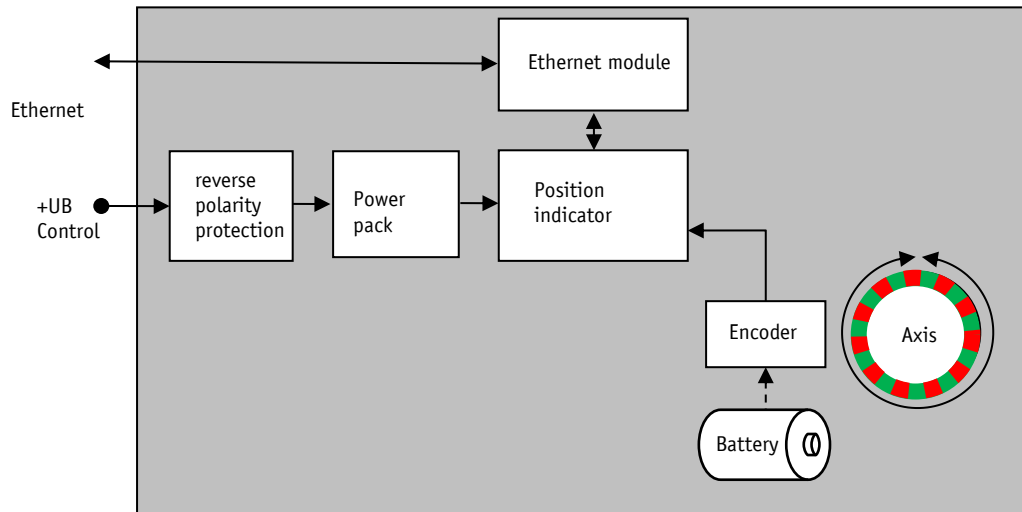 Ethernet module
Ethernet
+UB
Control
reverse
polarity
protection
Power
pack
Position
indicator
Encoder
Axis
Battery